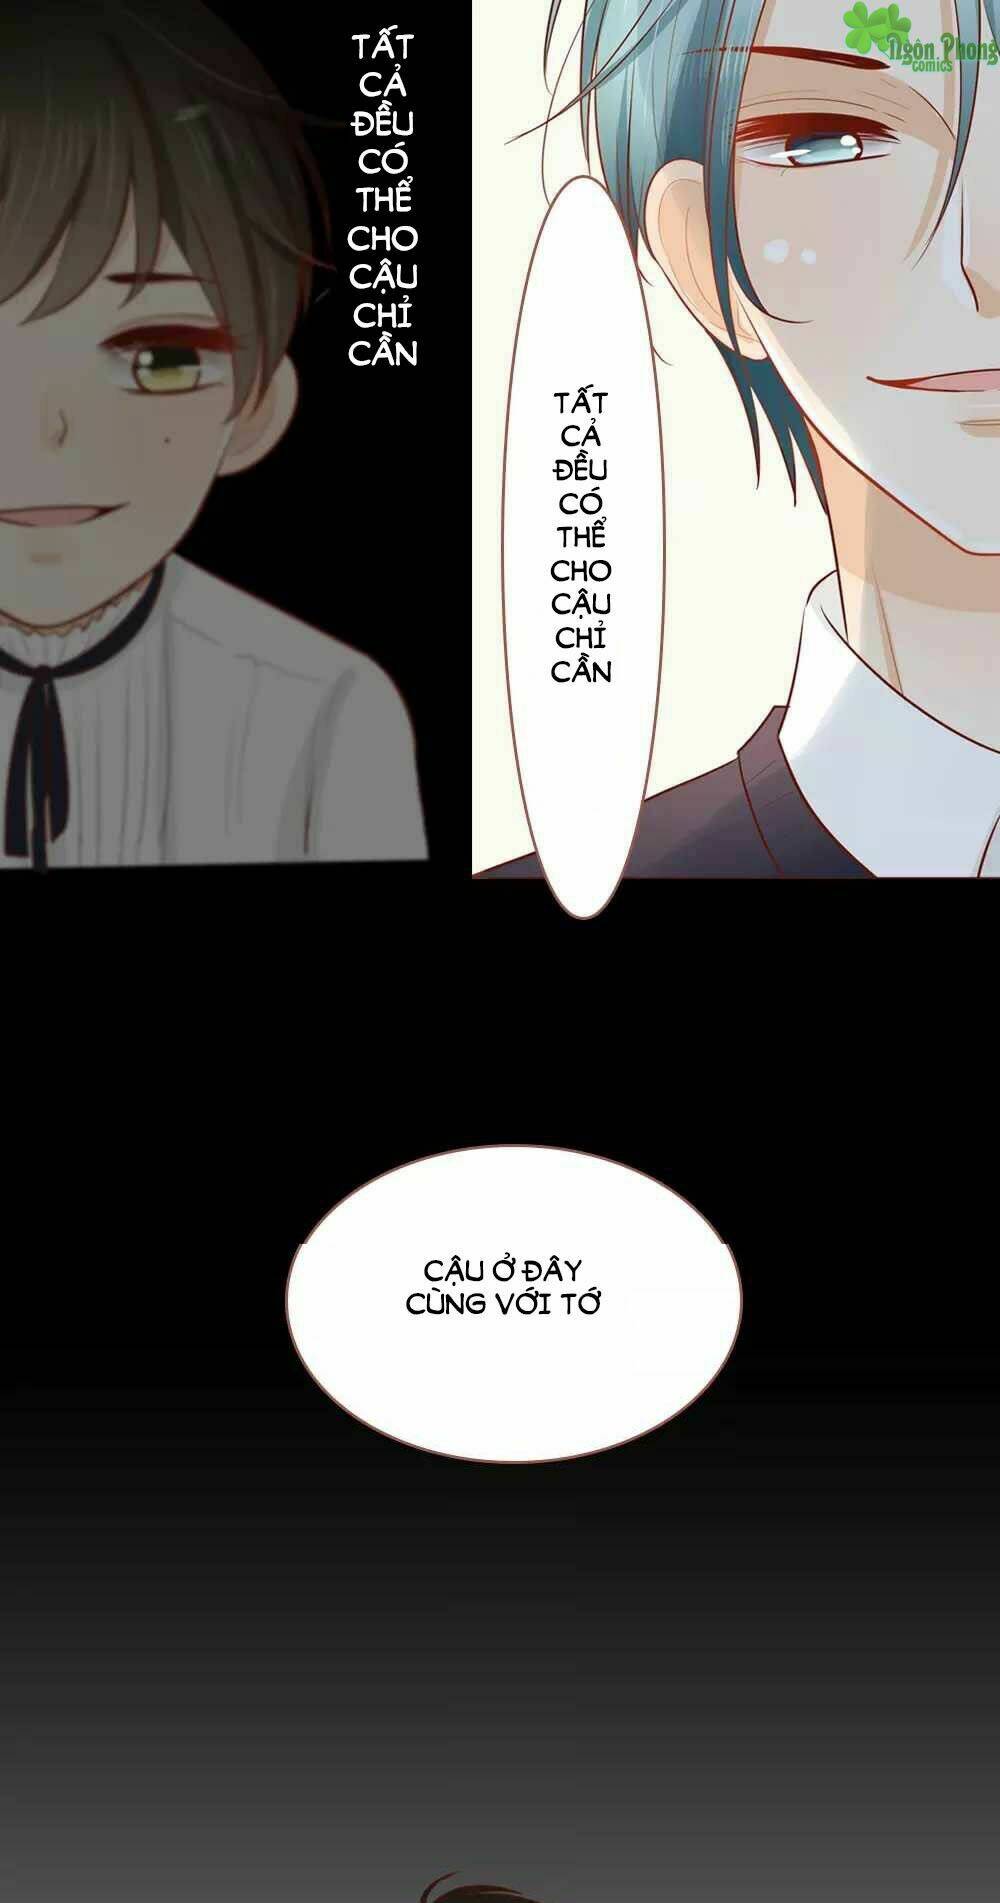 Ngôn Phong
comics
TẤT
CẢ
ĐỀU
CÓ
THỂ
CHO
CẬU
CHỈ
CẦN
TẤT
CẢ
ĐỀU
CÓ
THỂ
CHO
CẬU
CHỈ
CẦN
CẬU Ở ĐÂY
CÙNG VỚI TỚ